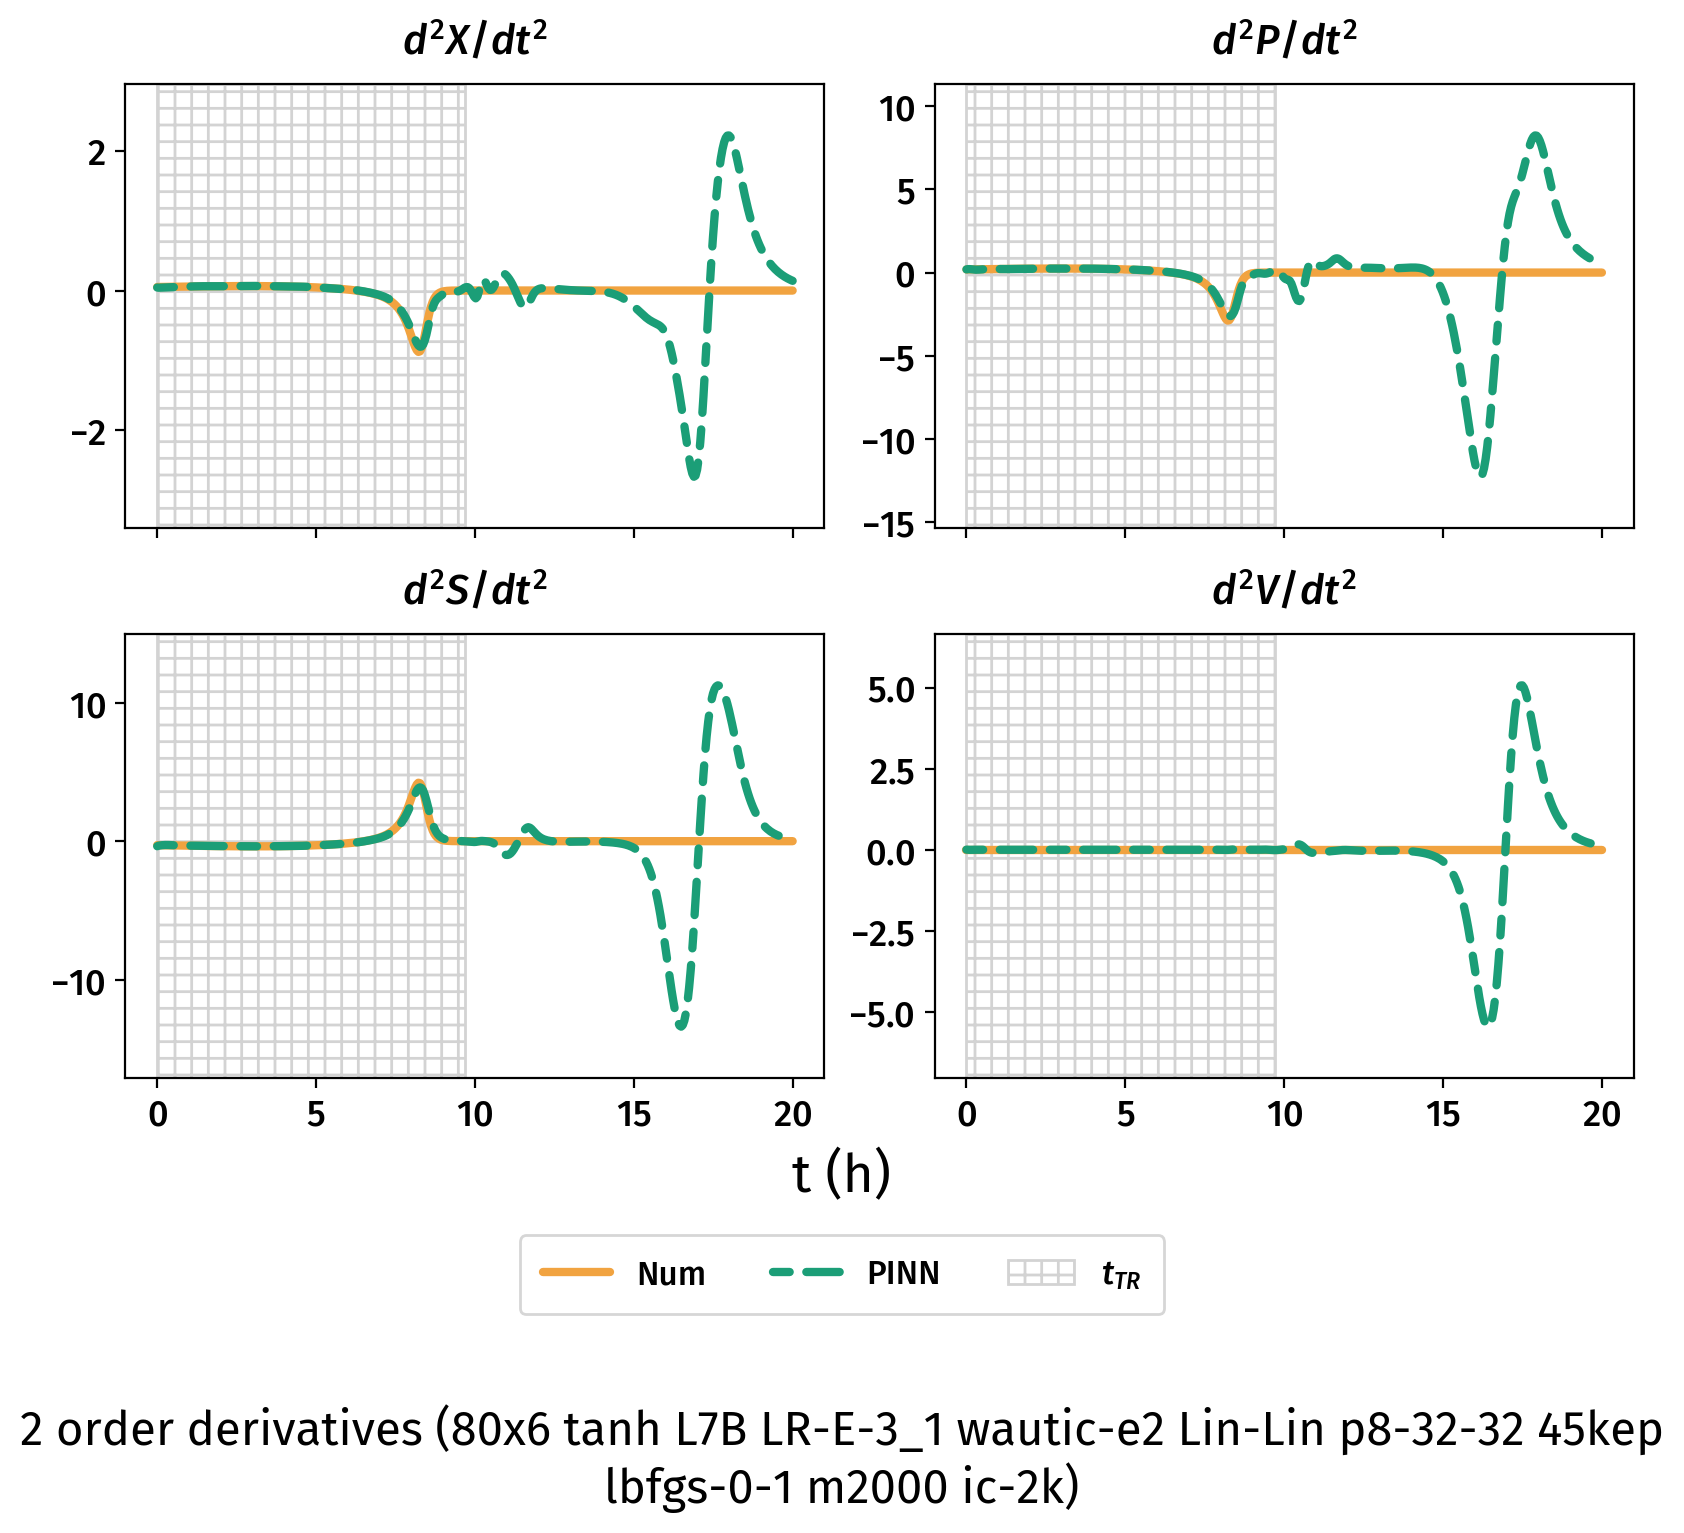 d²X/dt²
d²P/dt²
2
0
−2
10
5
0
−5
−10
−15
d²S/dt²
d²V/dt²
10
0
−10
5.0
2.5
0.0
−2.5
−5.0
0 5 10 15 20
0 5 10 15 20
t (h)
Num PINN t_TR
2 order derivatives (80x6 tanh L7B LR-E-3_1 wautic-e2 Lin-Lin p8-32-32 45kep
lbfgs-0-1 m2000 ic-2k)